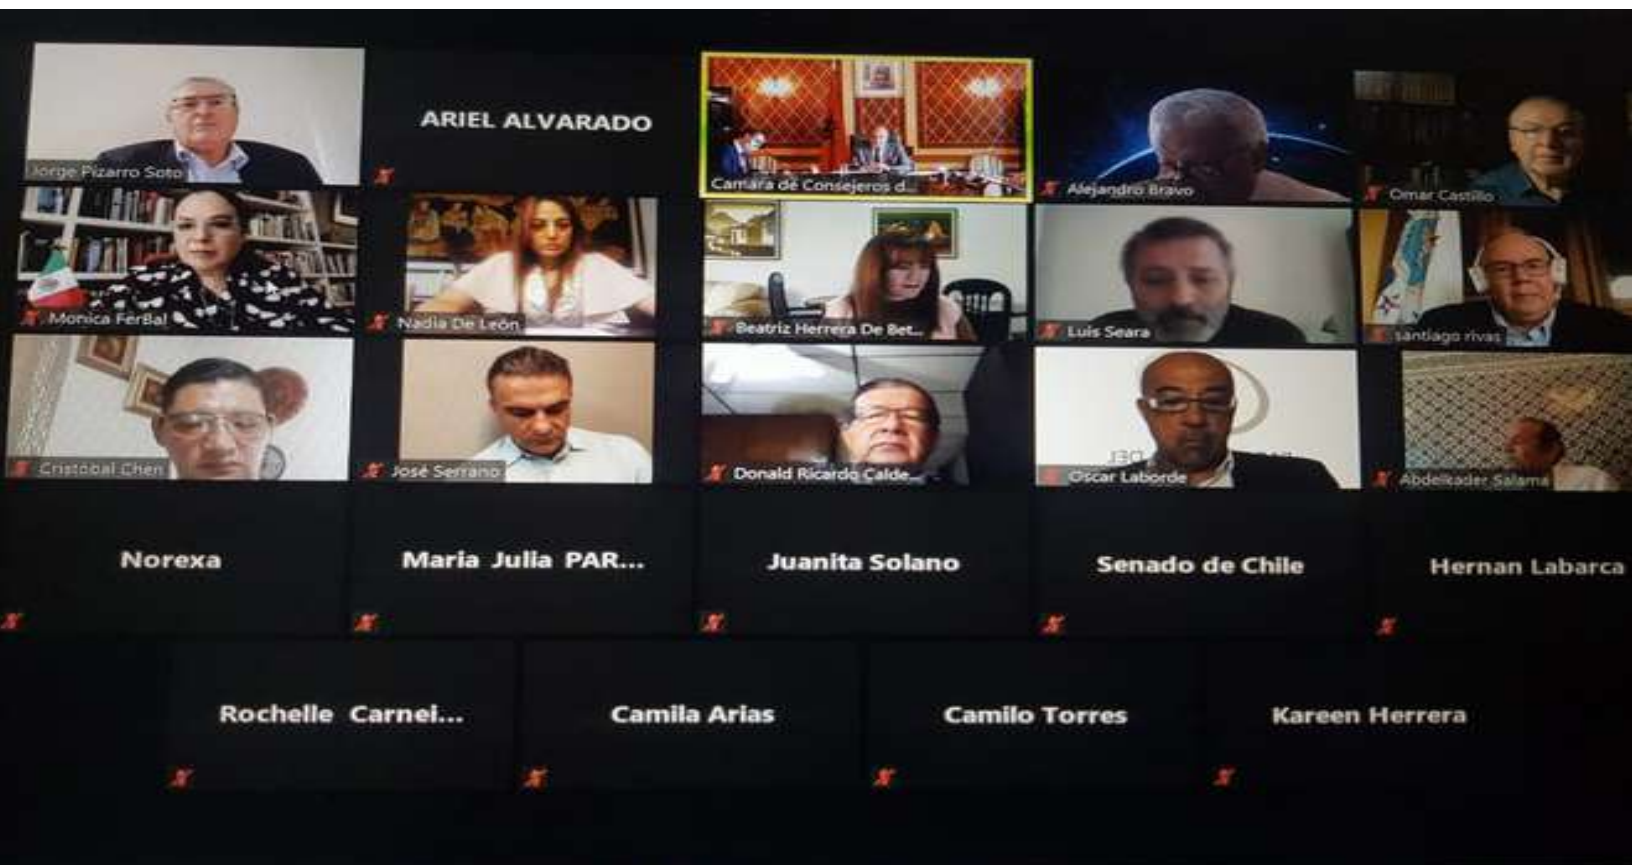 Jorge Pizarro Soto
ARIEL ALVARADO
Camara de Consejeros d...
Alejandro Bravo
Omar Castillo
Monica FerBal
Nadia De León
Beatriz Herrera De Bet...
Luis Seara
santiago rivas
Cristóbal Chen
José Serrano
Donald Ricardo Calde...
Oscar Laborde
Abdelkader Salama
Norexa
Maria Julia PAR...
Juanita Solano
Senado de Chile
Hernan Labarca
Rochelle Carnei...
Camila Arias
Camilo Torres
Kareen Herrera